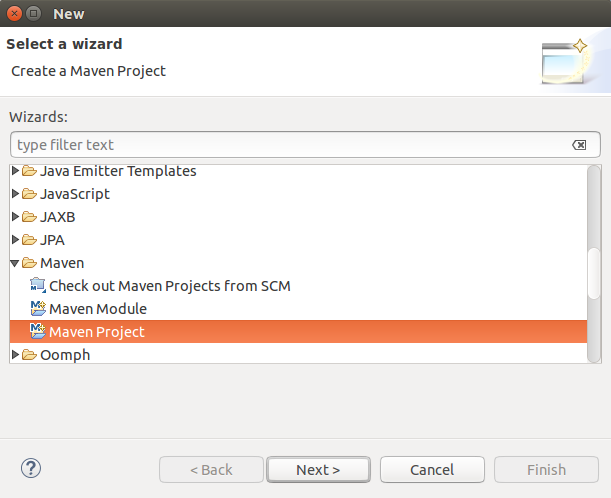 New
Select a wizard
Create a Maven Project
Wizards:
type filter text
Java Emitter Templates
JavaScript
JAXB
JPA
Maven
Check out Maven Projects from SCM
Maven Module
Maven Project
Oomph
< Back
Next >
Cancel
Finish